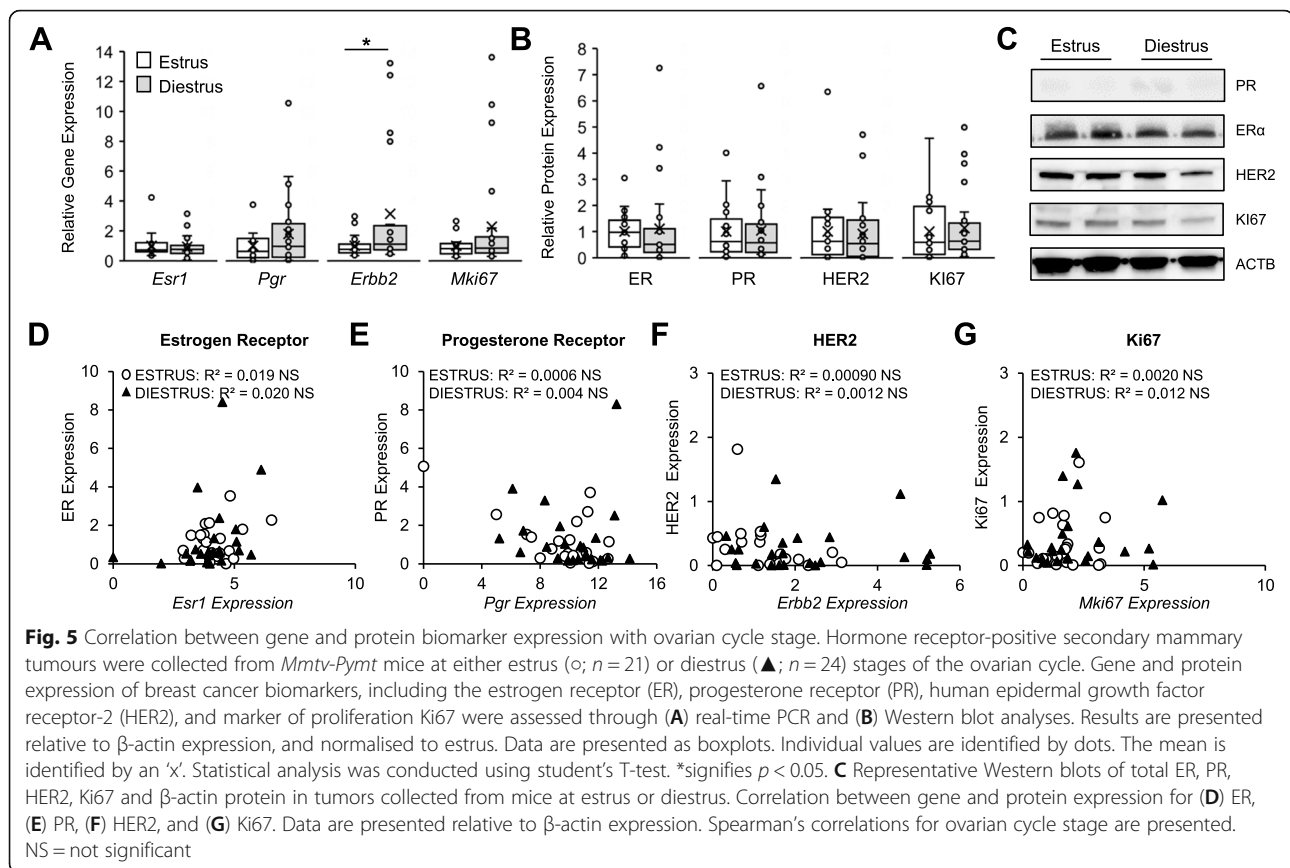 A
B
C
*
14
12
10
8
6
4
2
0
Relative Gene Expression
Estrus
Diestrus
Esr1 Pgr Erbb2 Mki67
8
7
6
5
4
3
2
1
0
Relative Protein Expression
ER PR HER2 KI67
Estrus Diestrus
PR
ERα
HER2
KI67
ACTB
D
Estrogen Receptor
10
8
6
4
2
0
ER Expression
ESTRUS: R² = 0.019 NS
DIESTRUS: R² = 0.020 NS
0 5 10
Esr1 Expression
E
Progesterone Receptor
10
8
6
4
2
0
PR Expression
ESTRUS: R² = 0.0006 NS
DIESTRUS: R² = 0.004 NS
0 4 8 12 16
Pgr Expression
F
HER2
3
2
1
0
HER2 Expression
ESTRUS: R² = 0.00090 NS
DIESTRUS: R² = 0.0012 NS
0 2 4 6
Erbb2 Expression
G
Ki67
3
2
1
0
Ki67 Expression
ESTRUS: R² = 0.0020 NS
DIESTRUS: R² = 0.012 NS
0 5 10
Mki67 Expression
Fig. 5 Correlation between gene and protein biomarker expression with ovarian cycle stage. Hormone receptor-positive secondary mammary
tumours were collected from Mmtv-Pymt mice at either estrus (○; n = 21) or diestrus (▲; n = 24) stages of the ovarian cycle. Gene and protein
expression of breast cancer biomarkers, including the estrogen receptor (ER), progesterone receptor (PR), human epidermal growth factor
receptor-2 (HER2), and marker of proliferation Ki67 were assessed through (A) real-time PCR and (B) Western blot analyses. Results are presented
relative to β-actin expression, and normalised to estrus. Data are presented as boxplots. Individual values are identified by dots. The mean is
identified by an 'x'. Statistical analysis was conducted using student's T-test. *signifies p < 0.05. C Representative Western blots of total ER, PR,
HER2, Ki67 and β-actin protein in tumors collected from mice at estrus or diestrus. Correlation between gene and protein expression for (D) ER,
(E) PR, (F) HER2, and (G) Ki67. Data are presented relative to β-actin expression. Spearman's correlations for ovarian cycle stage are presented.
NS = not significant